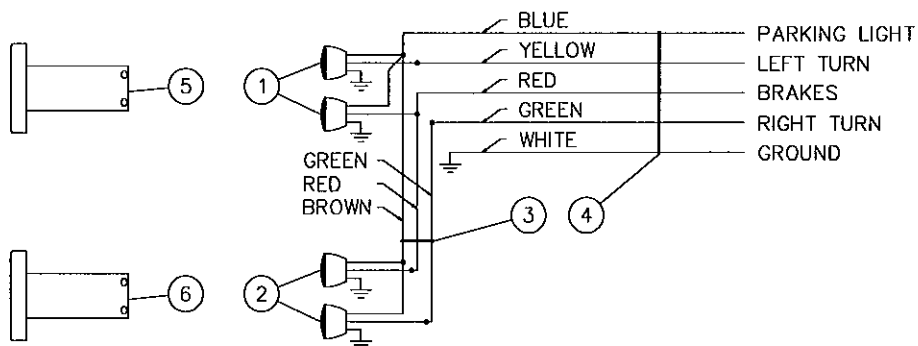 BLUE
PARKING LIGHT
YELLOW
LEFT TURN
RED
BRAKES
GREEN
RIGHT TURN
WHITE
GROUND
5
1
GREEN
RED
BROWN
3
4
6
2